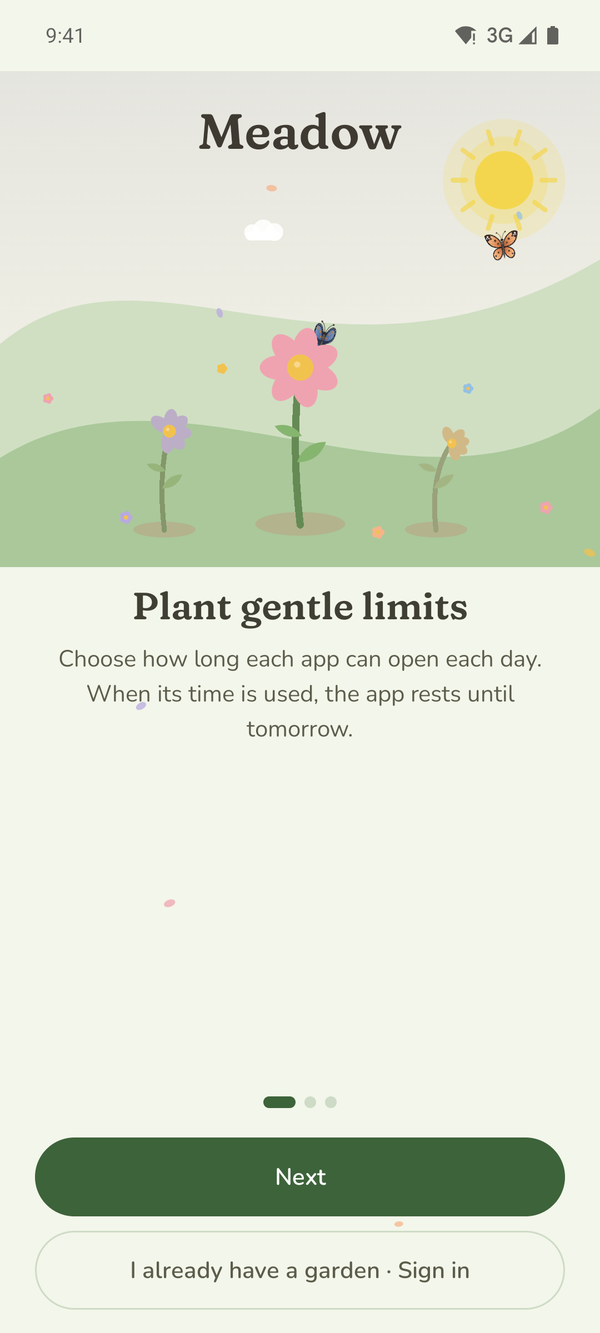 9:41
3G
Meadow
Plant gentle limits
Choose how long each app can open each day.
When its time is used, the app rests until
tomorrow.
Next
I already have a garden · Sign in